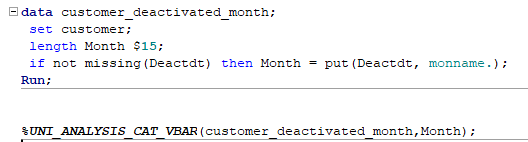 data customer_deactivated_month;
set customer;
length Month $15;
if not missing(Deactdt) then Month = put(Deactdt, monname.);
Run;
%UNI_ANALYSIS_CAT_VBAR(customer_deactivated_month,Month);